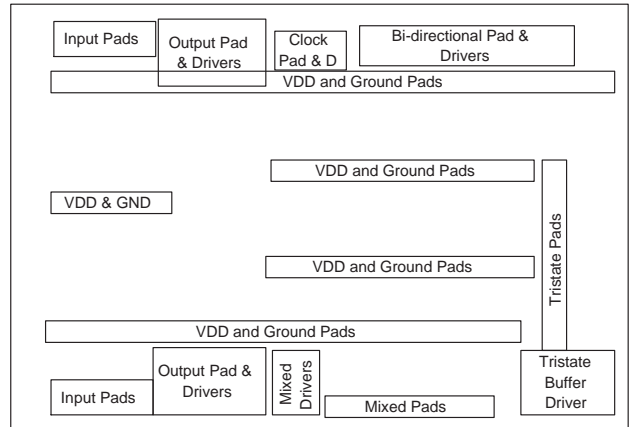 Input Pads
Output Pad
& Drivers
Clock
Pad & D
Bi-directional Pad &
Drivers
VDD and Ground Pads
VDD and Ground Pads
VDD & GND
VDD and Ground Pads
Tristate Pads
VDD and Ground Pads
Input Pads
Output Pad &
Drivers
Mixed
Drivers
Mixed Pads
Tristate
Buffer
Driver